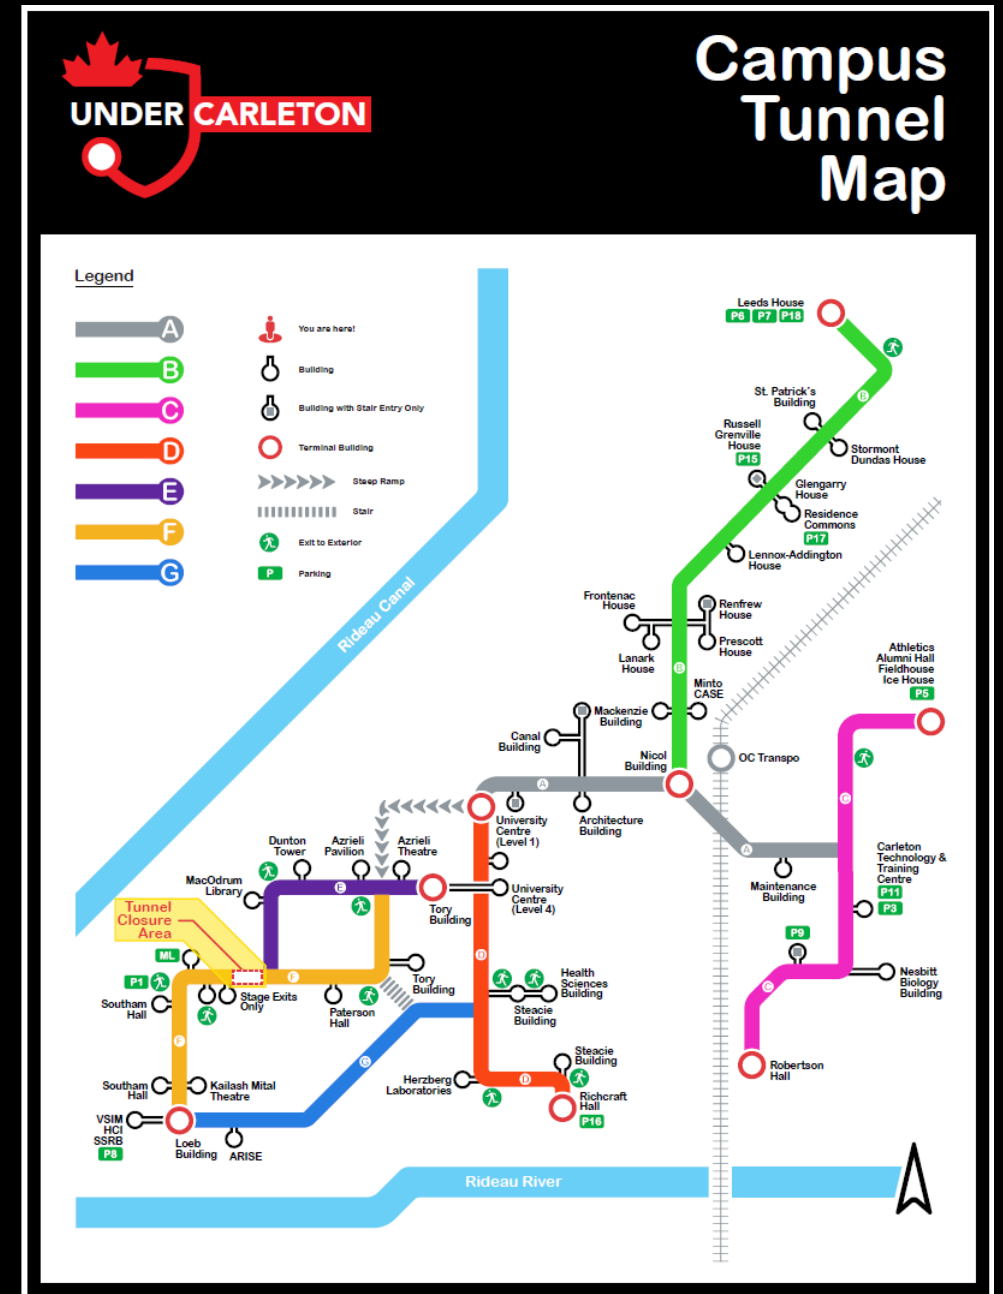 UNDER CARLETON
Campus
Tunnel
Map
Legend
A
B
C
D
E
F
G
You are here!
Building
Building with Stair Entry Only
Terminal Building
Steep Ramp
Stair
Exit to Exterior
P
Parking
Rideau Canal
Leeds House
P6 P7 P18
B
St. Patrick's
Building
Stormont
Dundas House
Russell
Grenville
House
P15
Glengarry
House
Residence
Commons
P17
Lennox-Addington
House
Frontenac
House
Renfrew
House
Lanark
House
Prescott
House
B
Minto
CASE
Mackenzie
Building
Canal
Building
Nicol
Building
OC Transpo
Athletics
Alumni Hall
Fieldhouse
Ice House
P5
C
A
University
Centre
(Level 1)
Architecture
Building
A
Maintenance
Building
Carleton
Technology &
Training
Centre
P11
P3
Dunton
Tower
Azrieli
Pavilion
Azrieli
Theatre
MacOdrum
Library
E
Tory
Building
University
Centre
(Level 4)
Tunnel
Closure
Area
P9
C
Nesbitt
Biology
Building
Robertson
Hall
ML
P1
Southam
Hall
Stage Exits
Only
F
Paterson
Hall
Tory
Building
D
Health
Sciences
Building
Steacie
Building
F
G
Southam
Hall
Kailash Mital
Theatre
Herzberg
Laboratories
D
Steacie
Building
Richcraft
Hall
P16
VSIM
HCI
SSRB
P8
Loeb
Building
ARISE
Rideau River